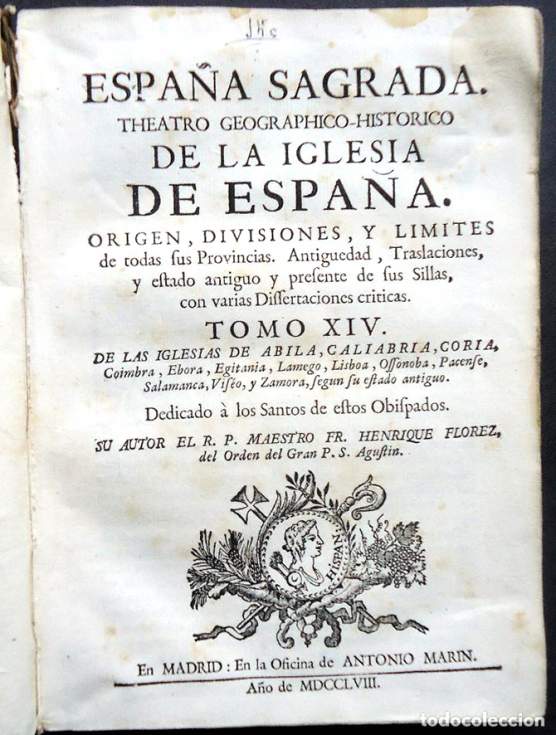 ESPAÑA SAGRADA.
THEATRO GEOGRAPHICO-HISTORICO
DE LA IGLESIA
DE ESPAÑA.
ORIGEN, DIVISIONES, Y LIMITES
de todas ſus Provincias. Antiguedad, Traslaciones,
y eſtado antiguo y preſente de ſus Sillas,
con varias Diſſertaciones criticas.
TOMO XIV.
DE LAS IGLESIAS DE ABILA, CALIABRIA, CORIA,
Coimbra, Ebora, Egitania, Lamego, Lisboa, Oſſonoba, Pacenſe,
Salamanca, Viſéo, y Zamora, ſegun ſu eſtado antiguo.
Dedicado à los Santos de eſtos Obiſpados.
SU AUTOR EL R. P. MAESTRO FR. HENRIQUE FLOREZ,
del Orden del Gran P. S. Aguſtin.
HISPAN
En MADRID: En la Oficina de ANTONIO MARIN.
Año de MDCCLVIII.
todocoleccion